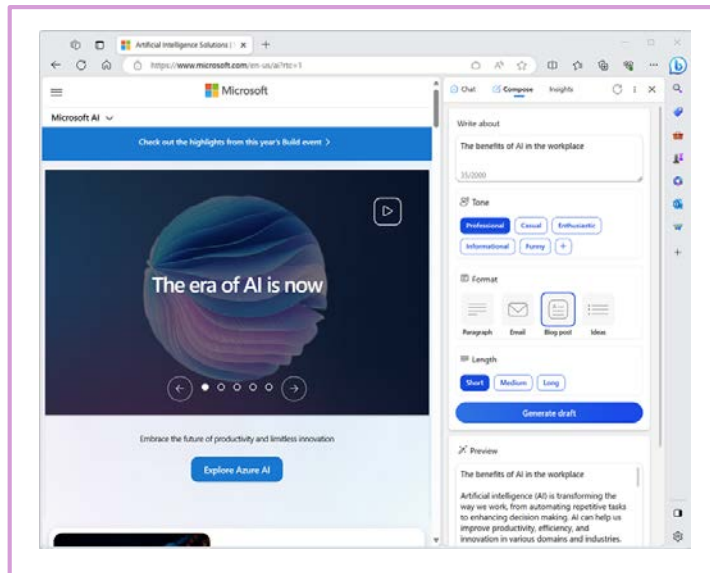 Artificial Intelligence Solutions |
https://www.microsoft.com/en-us/ai?rtc=1
Microsoft
Microsoft AI
Check out the highlights from this year's Build event >
The era of AI is now
Embrace the future of productivity and limitless innovation
Explore Azure AI
Chat Compose Insights
Write about
The benefits of AI in the workplace
35/2000
Tone
Professional Casual Enthusiastic
Informational Funny +
Format
Paragraph Email Blog post Ideas
Length
Short Medium Long
Generate draft
Preview
The benefits of AI in the workplace
Artificial intelligence (AI) is transforming the
way we work, from automating repetitive tasks
to enhancing decision making. AI can help us
improve productivity, efficiency, and
innovation in various domains and industries.